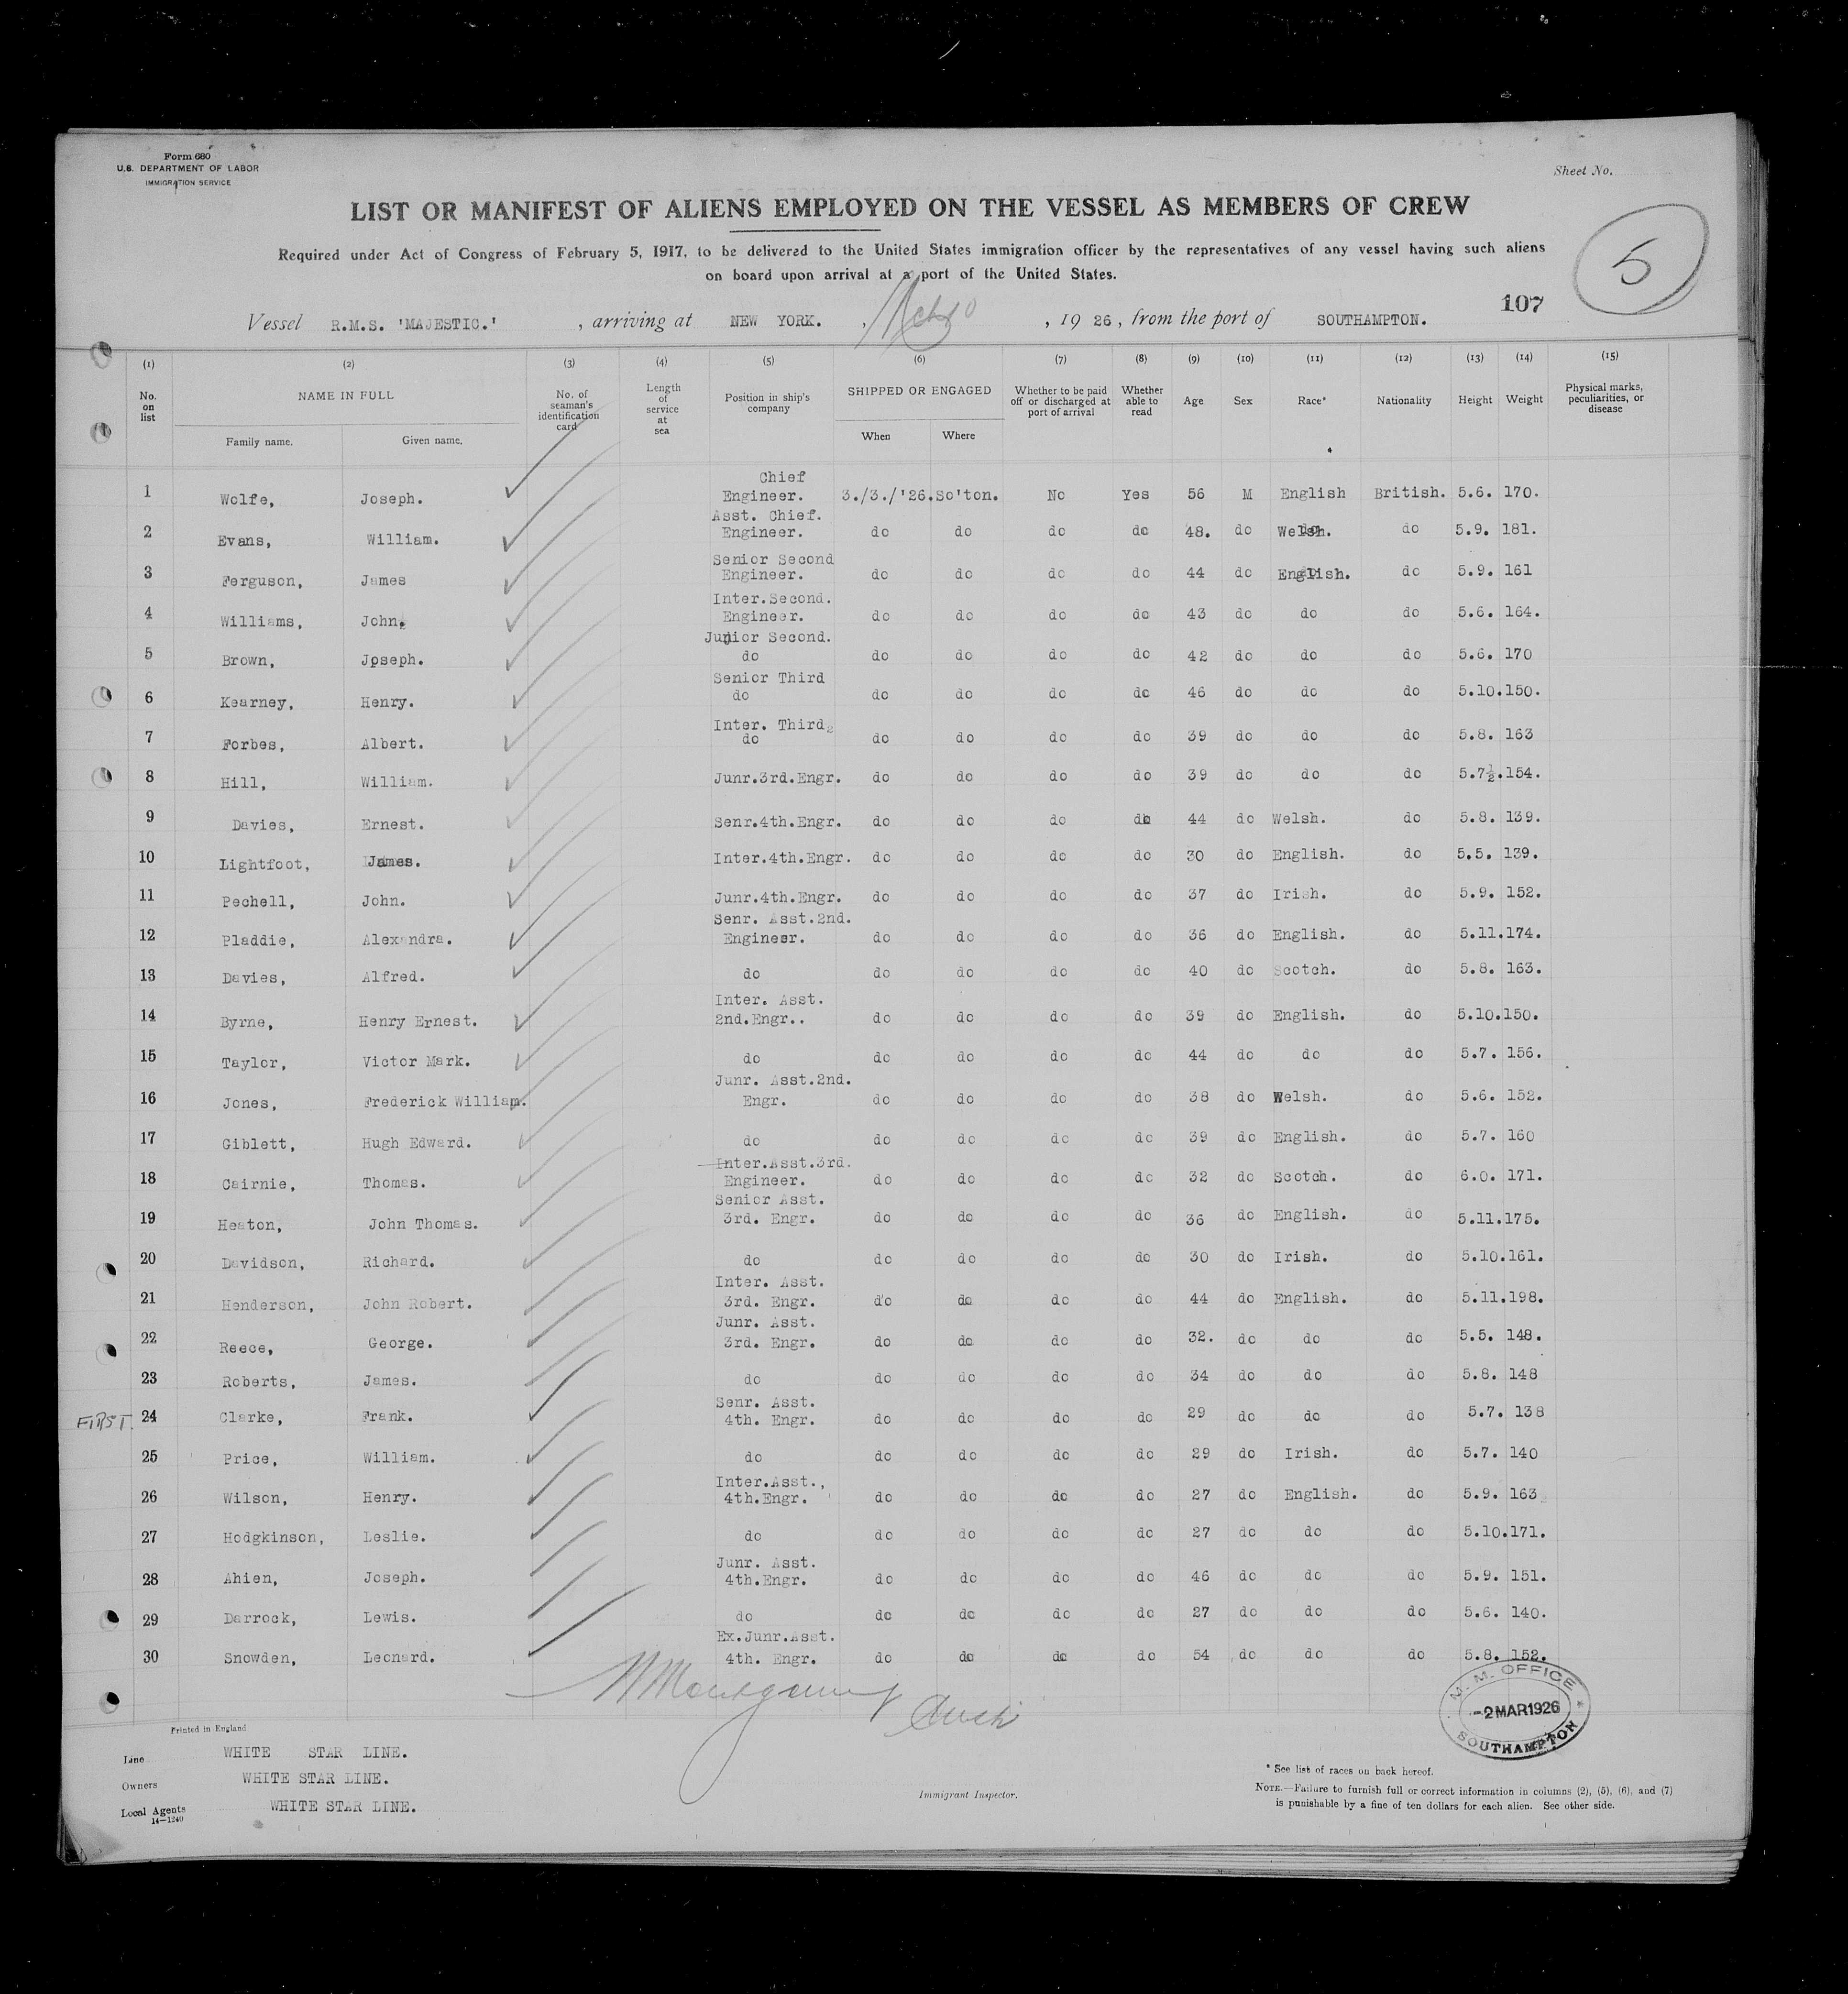 Form 680
U.S. DEPARTMENT OF LABOR
IMMIGRATION SERVICE
Sheet No.
LIST OR MANIFEST OF ALIENS EMPLOYED ON THE VESSEL AS MEMBERS OF CREW
Required under Act of Congress of February 5, 1917, to be delivered to the United States immigration officer by the representatives of any vessel having such aliens
on board upon arrival at a port of the United States.
5
107
Vessel R.M.S. 'MAJESTIC.' , arriving at NEW YORK. , , 19 26, from the port of SOUTHAMPTON.
(1) (2) (3) (4) (5) (6) (7) (8) (9) (10) (11) (12) (13) (14) (15)
No. on list NAME IN FULL No. of seaman's identification card Length of service at sea Position in ship's company SHIPPED OR ENGAGED Whether to be paid off or discharged at port of arrival Whether able to read Age Sex Race* Nationality Height Weight Physical marks, peculiarities, or disease
Family name. Given name. When Where
1 Wolfe, Joseph. Chief Engineer. 3./3./'26. So'ton. No Yes 56 M English British. 5.6. 170.
2 Evans, William. Asst. Chief. Engineer. do do do do 48. do Welsh. do 5.9. 181.
3 Ferguson, James Senior Second Engineer. do do do do 44 do English. do 5.9. 161
4 Williams, John. Inter.Second. Engineer. do do do do 43 do do do 5.6. 164.
5 Brown, Joseph. Junior Second. do do do do do 42 do do do 5.6. 170
6 Kearney, Henry. Senior Third do do do do do 46 do do do 5.10. 150.
7 Forbes, Albert. Inter. Third. do do do do do 39 do do do 5.8. 163
8 Hill, William. Junr.3rd.Engr. do do do do 39 do do do 5.7½. 154.
9 Davies, Ernest. Senr.4th.Engr. do do do do 44 do Welsh. do 5.8. 139.
10 Lightfoot, James. Inter.4th.Engr. do do do do 30 do English. do 5.5. 139.
11 Pechell, John. Junr.4th.Engr. do do do do 37 do Irish. do 5.9. 152.
12 Pladdie, Alexandra. Senr. Asst.2nd. Engineer. do do do do 36 do English. do 5.11. 174.
13 Davies, Alfred. do do do do do 40 do Scotch. do 5.8. 163.
14 Byrne, Henry Ernest. Inter. Asst. 2nd.Engr.. do do do do 39 do English. do 5.10. 150.
15 Taylor, Victor Mark. do do do do do 44 do do do 5.7. 156.
16 Jones, Frederick William. Junr. Asst.2nd. Engr. do do do do 38 do Welsh. do 5.6. 152.
17 Giblett, Hugh Edward. do do do do do 39 do English. do 5.7. 160
18 Cairnie, Thomas. Inter.Asst.3rd. Engineer. do do do do 32 do Scotch. do 6.0. 171.
19 Heaton, John Thomas. Senior Asst. 3rd. Engr. do do do do 36 do English. do 5.11. 175.
20 Davidson, Richard. do do do do do 30 do Irish. do 5.10. 161.
21 Henderson, John Robert. Inter. Asst. 3rd. Engr. do do do do 44 do English. do 5.11. 198.
22 Reece, George. Junr. Asst. 3rd. Engr. do do do do 32. do do do 5.5. 148.
23 Roberts, James. do do do do do 34 do do do 5.8. 148
FIRST. 24 Clarke, Frank. Senr. Asst. 4th. Engr. do do do do 29 do do do 5.7. 138
25 Price, William. do do do do do 29 do Irish. do 5.7. 140
26 Wilson, Henry. Inter.Asst., 4th.Engr. do do do do 27 do English. do 5.9. 163
27 Hodgkinson, Leslie. do do do do do 27 do do do 5.10. 171.
28 Ahien, Joseph. Junr. Asst. 4th.Engr. do do do do 46 do do do 5.9. 151.
29 Darrock, Lewis. do do do do do 27 do do do 5.6. 140.
30 Snowden, Leonard. Ex.Junr.Asst. 4th. Engr. do do do do 54 do do do 5.8. 152.
M.M. OFFICE
-2 MAR 1926
SOUTHAMPTON
Printed in England
Line WHITE STAR LINE.
Owners WHITE STAR LINE.
Local Agents WHITE STAR LINE.
14-1240
Immigrant Inspector.
* See list of races on back hereof.
NOTE.—Failure to furnish full or correct information in columns (2), (5), (6), and (7)
is punishable by a fine of ten dollars for each alien. See other side.